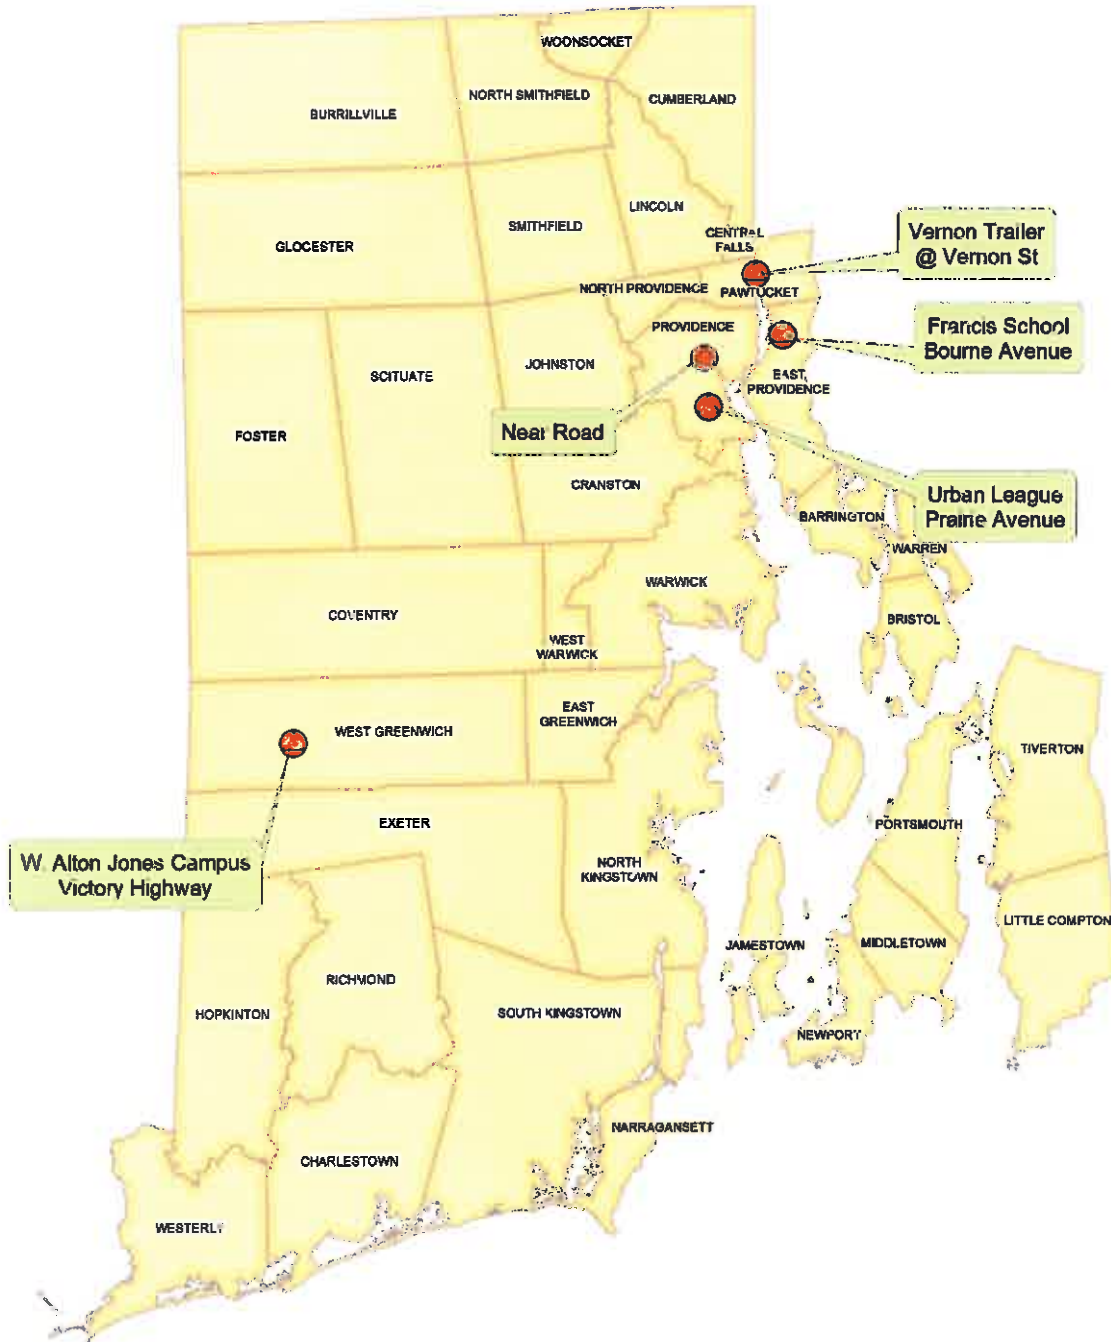 WOONSOCKET
NORTH SMITHFIELD
CUMBERLAND
BURRILLVILLE
LINCOLN
SMITHFIELD
CENTRAL
FALLS
GLOCESTER
Vernon Trailer
@ Vernon St
NORTH PROVIDENCE
PAWTUCKET
PROVIDENCE
Francis School
Bourne Avenue
JOHNSTON
SCITUATE
EAST
PROVIDENCE
FOSTER
Near Road
CRANSTON
Urban League
Prairie Avenue
BARRINGTON
WARREN
WARWICK
COVENTRY
BRISTOL
WEST
WARWICK
EAST
GREENWICH
WEST GREENWICH
TIVERTON
EXETER
PORTSMOUTH
W. Alton Jones Campus
Victory Highway
NORTH
KINGSTOWN
LITTLE COMPTON
JAMESTOWN
MIDDLETOWN
RICHMOND
HOPKINTON
SOUTH KINGSTOWN
NEWPORT
NARRAGANSETT
CHARLESTOWN
WESTERLY